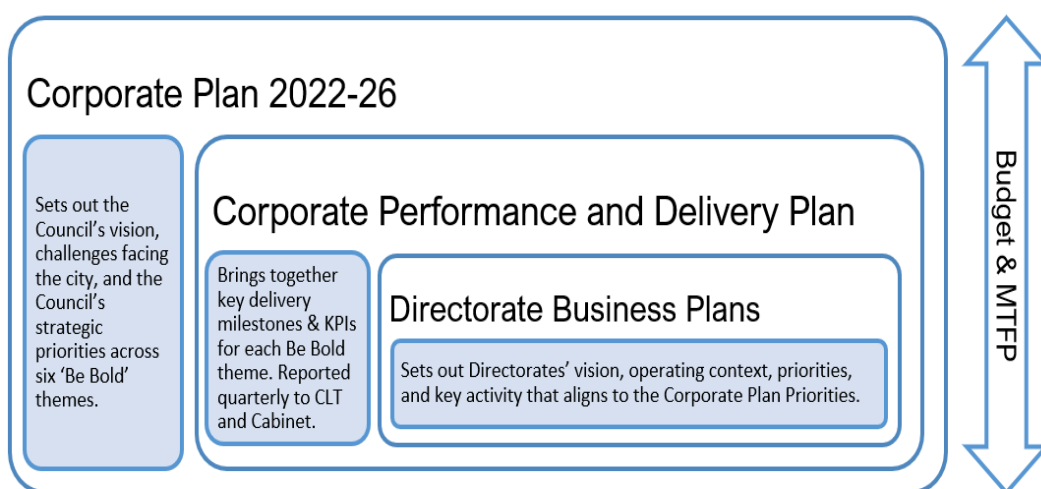 Corporate Plan 2022-26
Sets out the
Council’s vision,
challenges facing
the city, and the
Council’s
strategic
priorities across
six ‘Be Bold’
themes.
Corporate Performance and Delivery Plan
Brings together
key delivery
milestones & KPIs
for each Be Bold
theme. Reported
quarterly to CLT
and Cabinet.
Directorate Business Plans
Sets out Directorates’ vision, operating context, priorities,
and key activity that aligns to the Corporate Plan Priorities.
Budget & MTFP